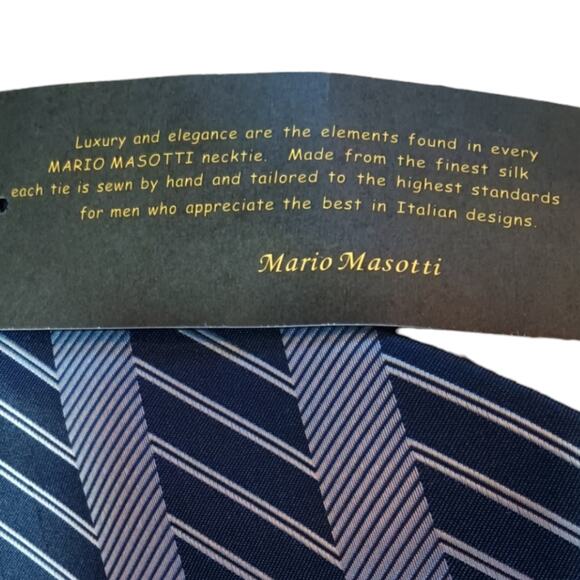 Luxury and elegance are the elements found in every
MARIO MASOTTI necktie. Made from the finest silk
each tie is sewn by hand and tailored to the highest standards
for men who appreciate the best in Italian designs.
Mario Masotti